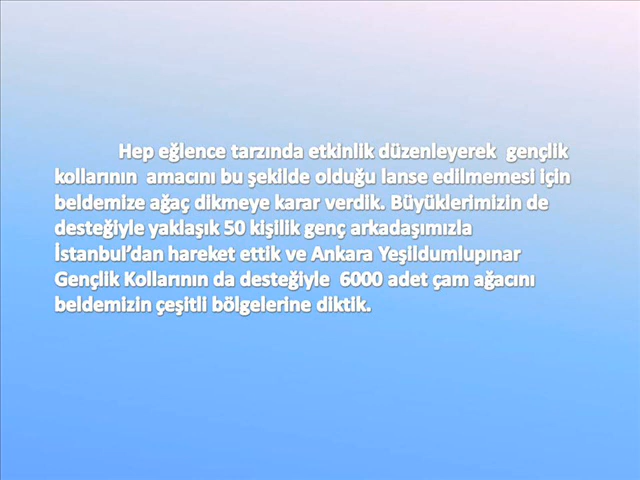 Hep eğlence tarzında etkinlik düzenleyerek gençlik
kollarının amacını bu şekilde olduğu lanse edilmemesi için
beldemize ağaç dikmeye karar verdik. Büyüklerimizin de
desteğiyle yaklaşık 50 kişilik genç arkadaşımızla
İstanbul’dan hareket ettik ve Ankara Yeşildumlupınar
Gençlik Kollarının da desteğiyle 6000 adet çam ağacını
beldemizin çeşitli bölgelerine diktik.